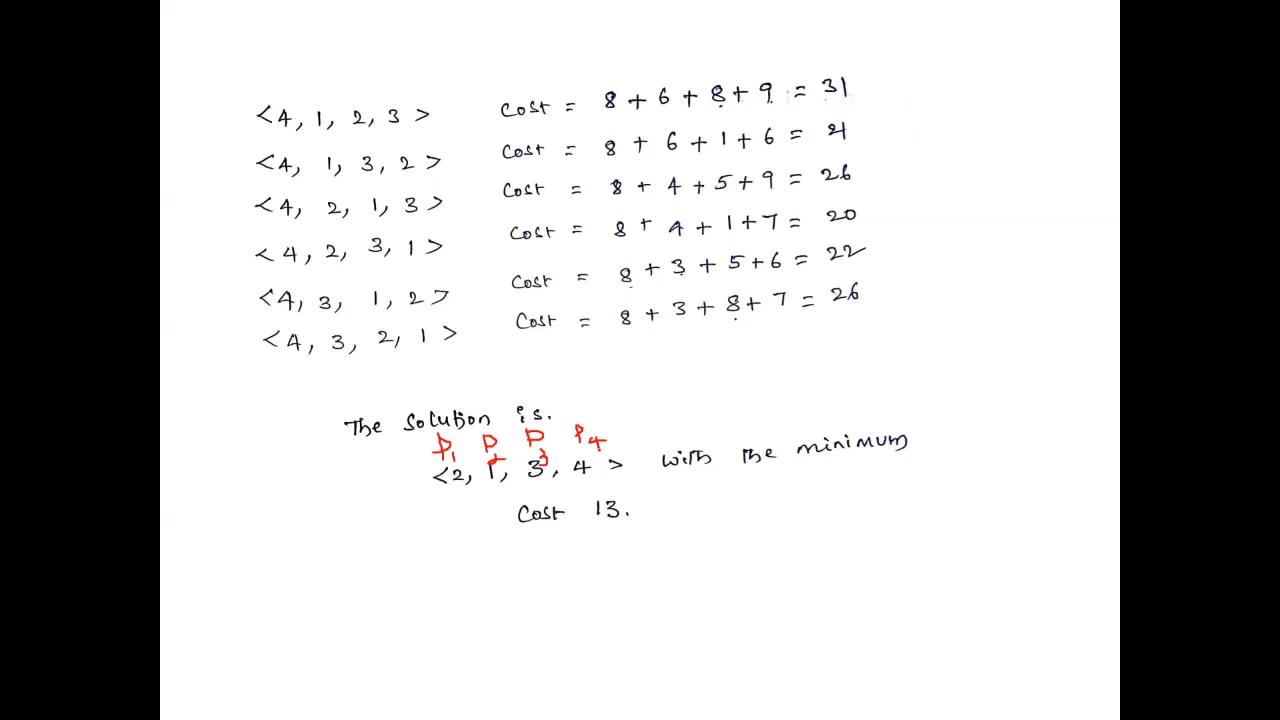 <4, 1, 2, 3> Cost = 8 + 6 + 8 + 9 = 31
<4, 1, 3, 2> Cost = 8 + 6 + 1 + 6 = 21
<4, 2, 1, 3> Cost = 8 + 4 + 5 + 9 = 26
<4, 2, 3, 1> Cost = 8 + 4 + 1 + 7 = 20
<4, 3, 1, 2> Cost = 8 + 3 + 5 + 6 = 22
<4, 3, 2, 1> Cost = 8 + 3 + 8 + 7 = 26
The solution is.
P1 P2 P3 P4
<2, 1, 3, 4> with the minimum
Cost 13.